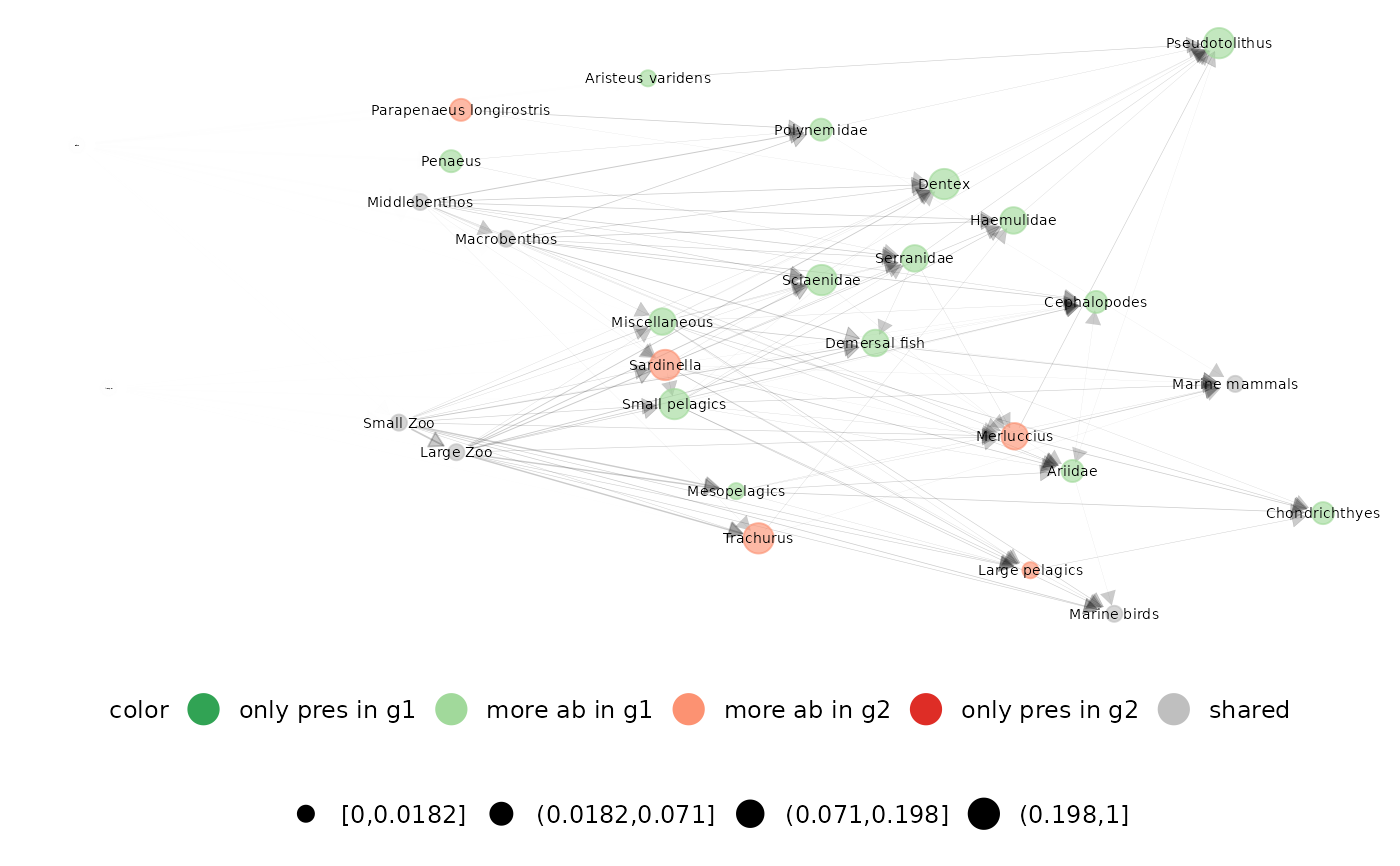 Pseudotolithus
Aristeus varidens
Parapenaeus longirostris
Polynemidae
Penaeus
Dentex
Middlebenthos
Haemulidae
Macrobenthos
Serranidae
Sciaenidae
Cephalopodes
Miscellaneous
Demersal fish
Sardinella
Marine mammals
Small pelagics
Small Zoo
Merluccius
Large Zoo
Ariidae
Mesopelagics
Chondrichthyes
Trachurus
Large pelagics
Marine birds
color only pres in g1 more ab in g1 more ab in g2 only pres in g2 shared
[0,0.0182] (0.0182,0.071] (0.071,0.198] (0.198,1]